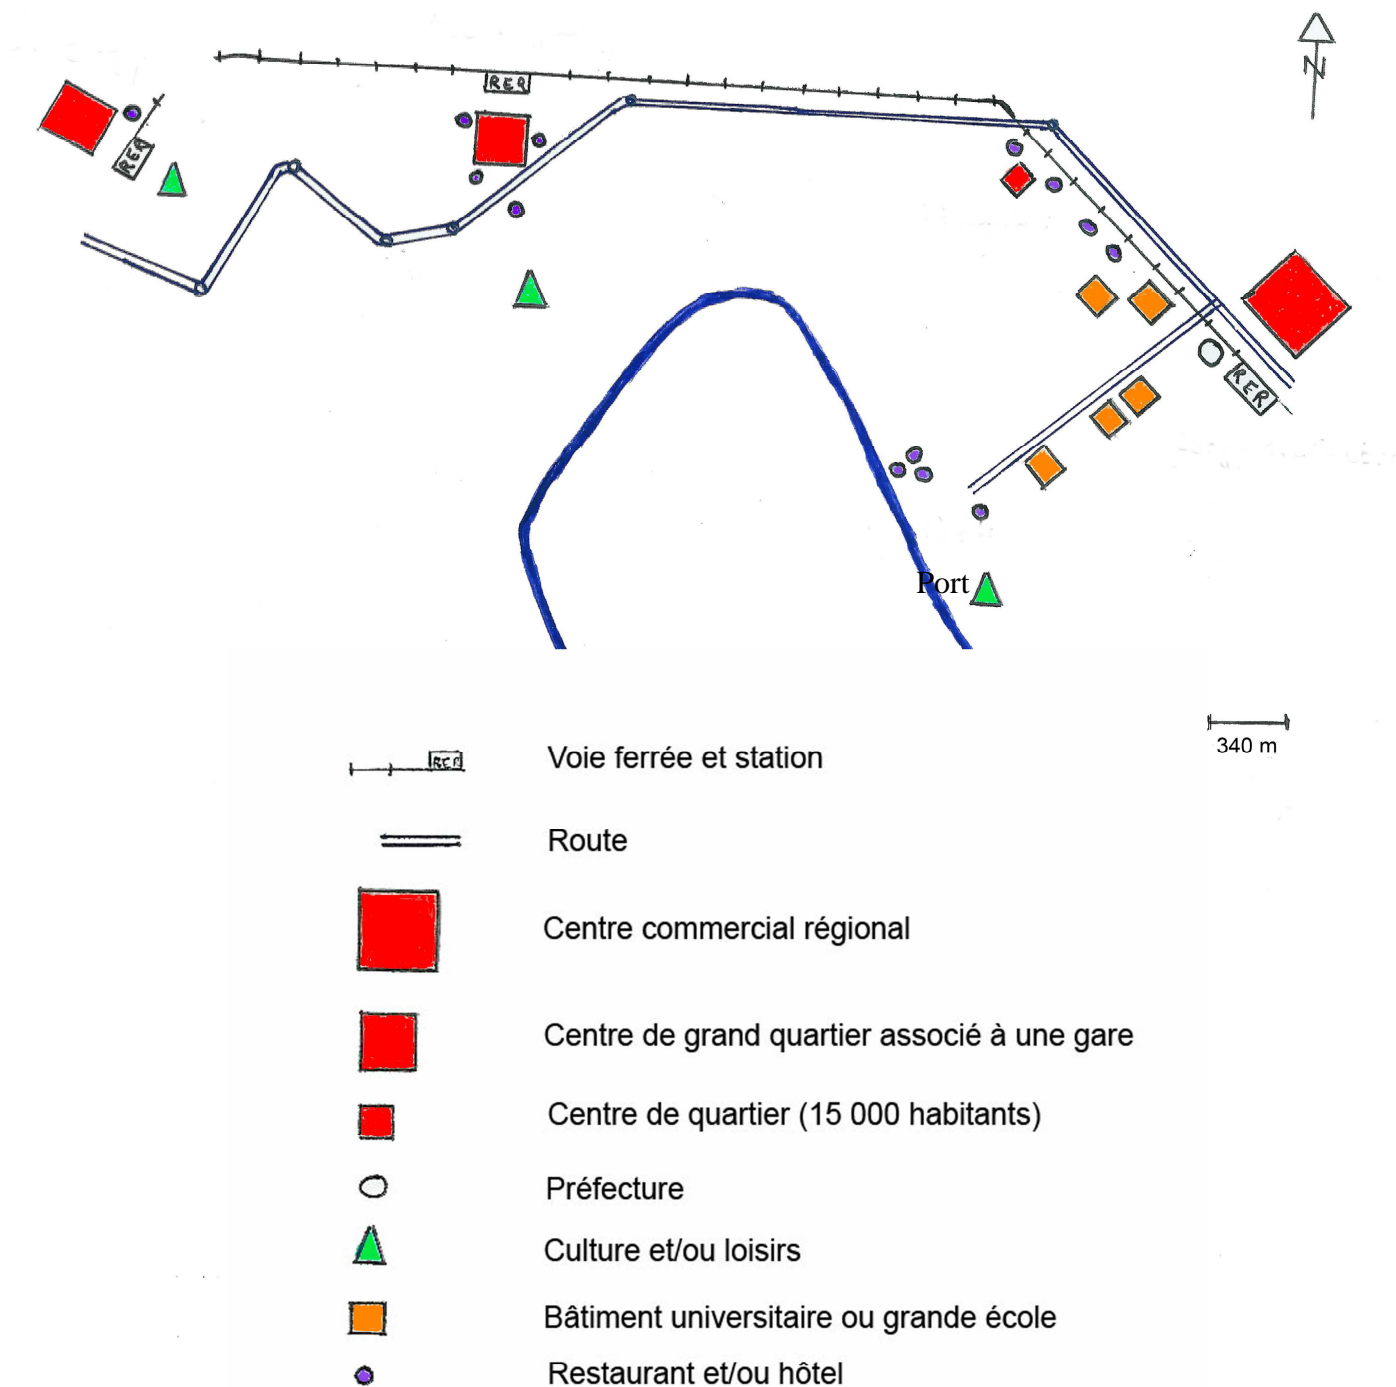 N
RER
RER
RER
Port
340 m
RER
Voie ferrée et station
Route
Centre commercial régional
Centre de grand quartier associé à une gare
Centre de quartier (15 000 habitants)
Préfecture
Culture et/ou loisirs
Bâtiment universitaire ou grande école
Restaurant et/ou hôtel